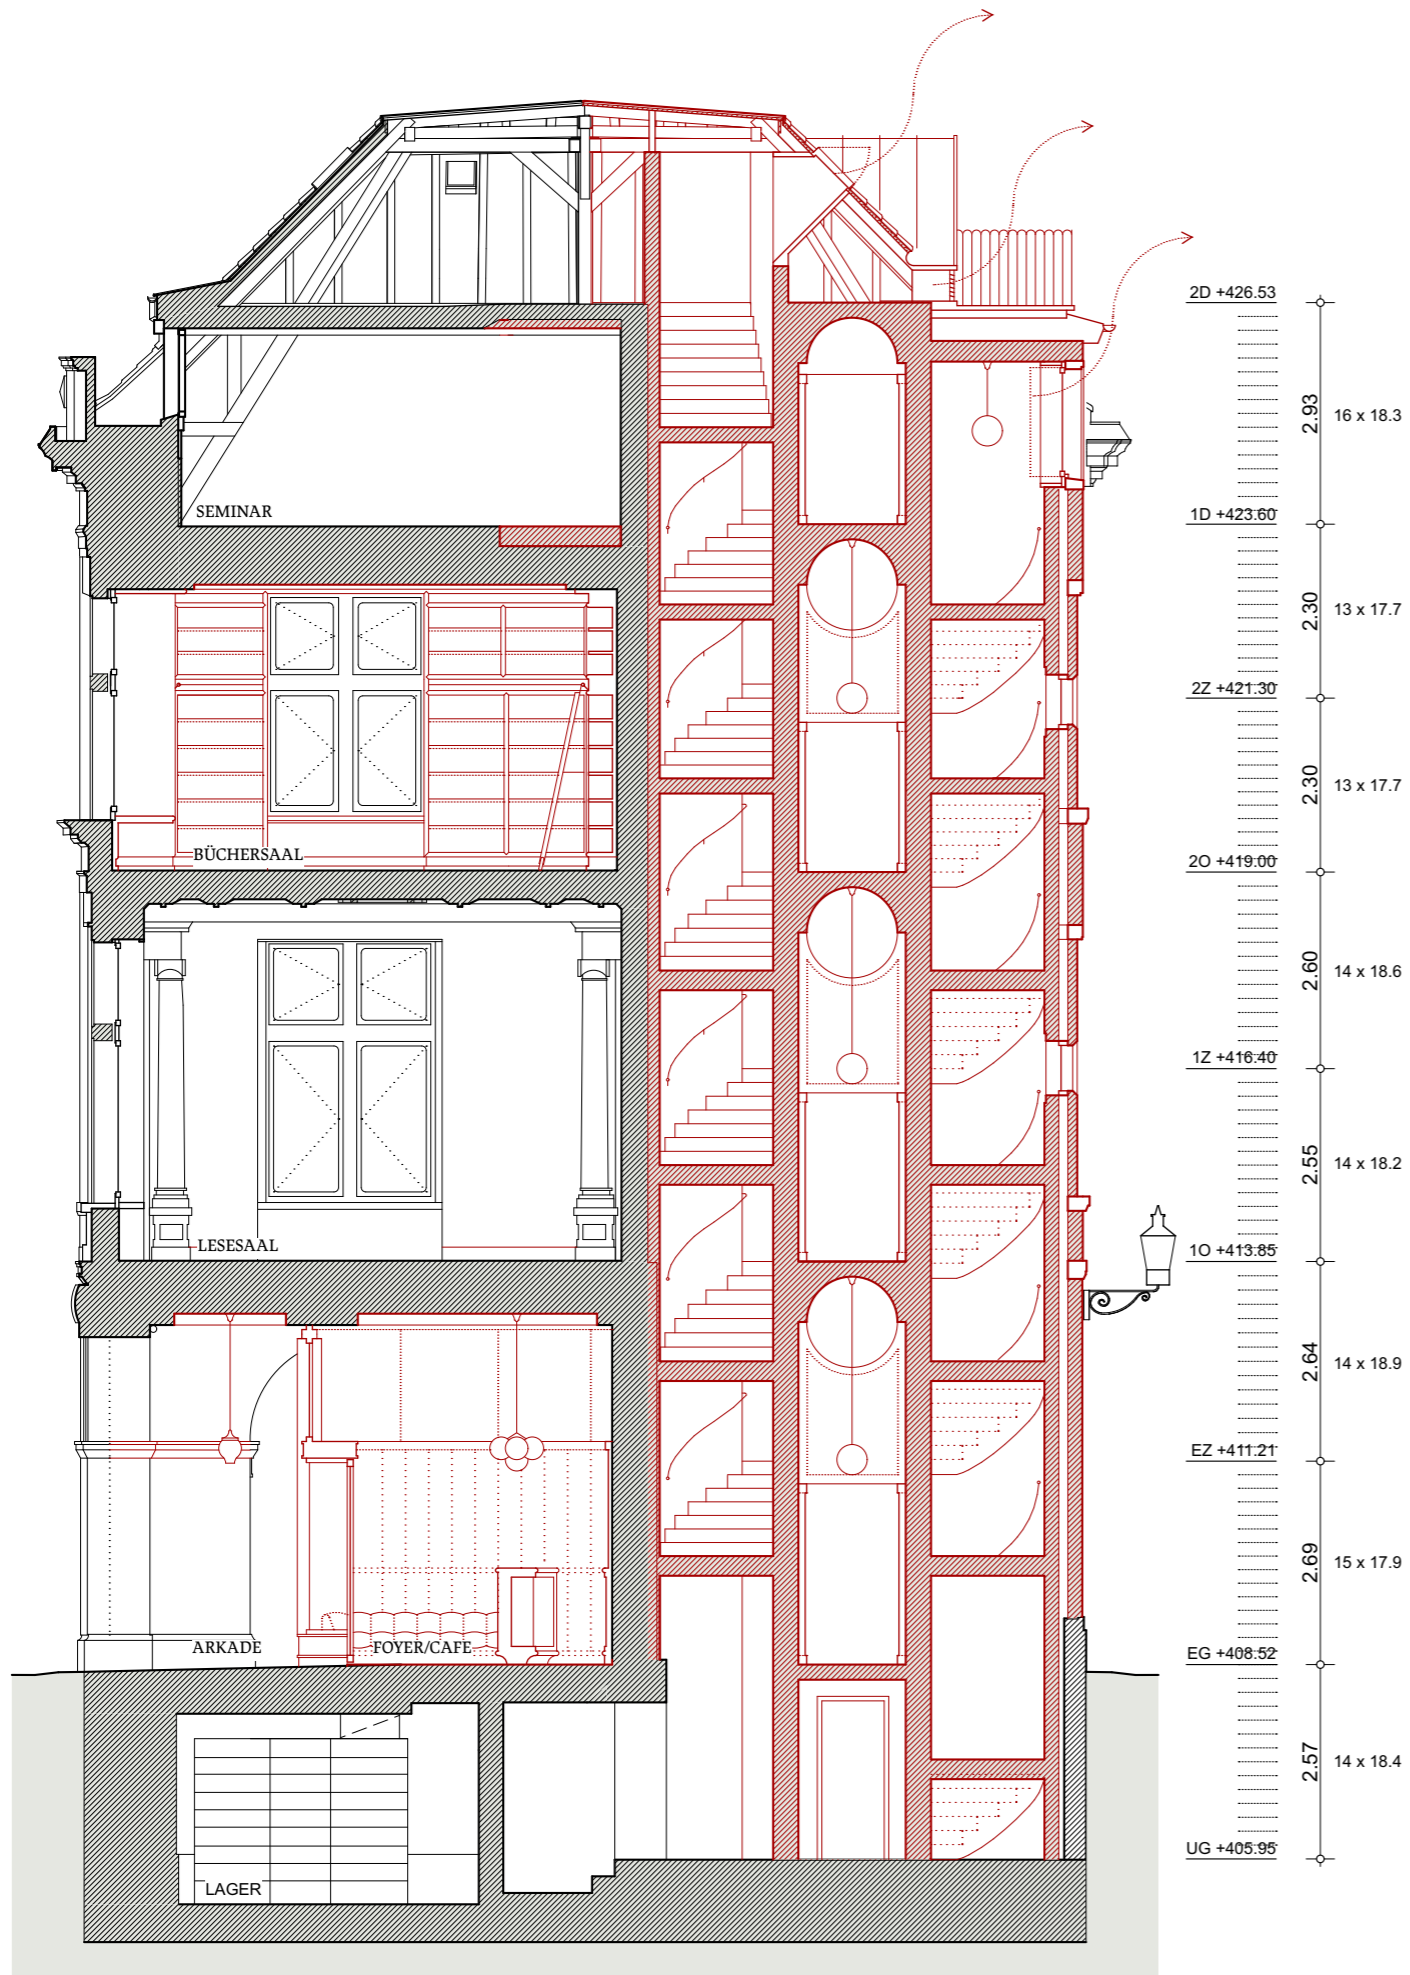 2D +426.53
2.93
16 x 18.3
SEMINAR
1D +423.60
2.30
13 x 17.7
2Z +421.30
2.30
13 x 17.7
BÜCHERSAAL
2O +419.00
2.60
14 x 18.6
1Z +416.40
2.55
14 x 18.2
LESESAAL
1O +413.85
2.64
14 x 18.9
EZ +411.21
2.69
15 x 17.9
ARKADE
FOYER/CAFE
EG +408.52
2.57
14 x 18.4
UG +405.95
LAGER